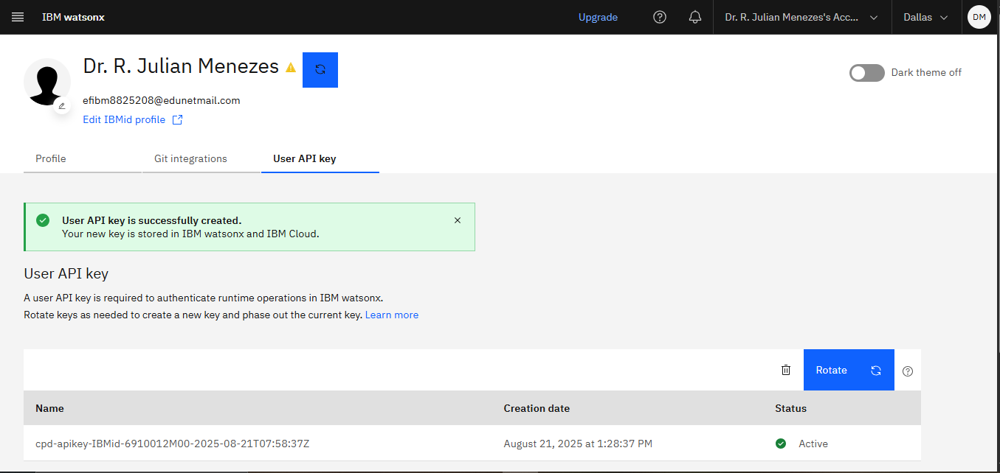 IBM watsonx Upgrade Dr. R. Julian Menezes's Acc... Dallas DM
Dr. R. Julian Menezes
Dark theme off
efibm8825208@edunetmail.com
Edit IBMid profile
Profile Git integrations User API key
User API key is successfully created.
Your new key is stored in IBM watsonx and IBM Cloud.
User API key
A user API key is required to authenticate runtime operations in IBM watsonx.
Rotate keys as needed to create a new key and phase out the current key. Learn more
Rotate
Name Creation date Status
cpd-apikey-IBMid-6910012M00-2025-08-21T07:58:37Z August 21, 2025 at 1:28:37 PM Active